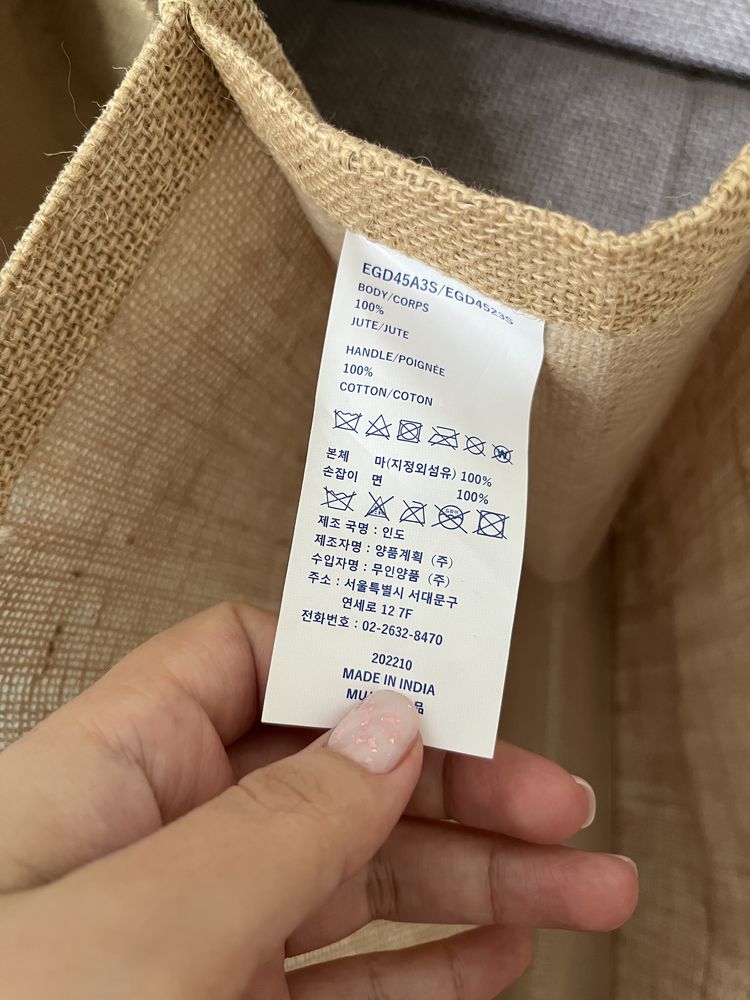 EGD45A3S/EGD4523S
BODY/CORPS
100%
JUTE/JUTE
HANDLE/POIGNÉE
100%
COTTON/COTON
W
본체 마(지정외섬유) 100%
손잡이 면 100%
제조 국명 : 인도
제조자명 : 양품계획 (주)
수입자명 : 무인양품 (주)
주소 : 서울특별시 서대문구
연세로 12 7F
전화번호 : 02-2632-8470
202210
MADE IN INDIA